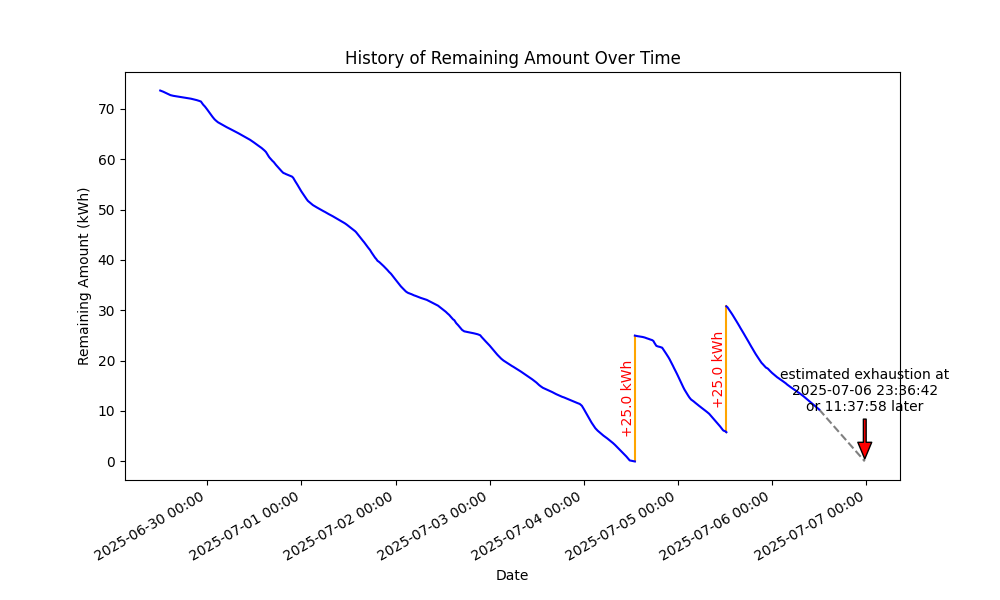 History of Remaining Amount Over Time
Remaining Amount (kWh)
70
60
50
40
30
20
10
0
+25.0 kWh
+25.0 kWh
estimated exhaustion at
2025-07-06 23:36:42
or 11:37:58 later
2025-06-30 00:00
2025-07-01 00:00
2025-07-02 00:00
2025-07-03 00:00
2025-07-04 00:00
2025-07-05 00:00
2025-07-06 00:00
2025-07-07 00:00
Date